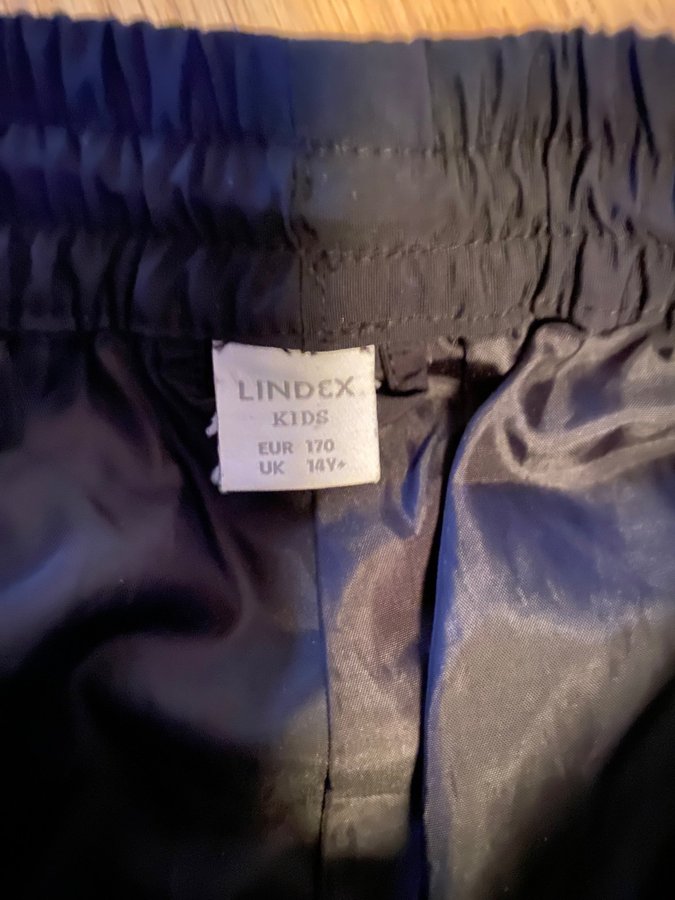 LINDEX
KIDS
EUR 170
UK 14Y+